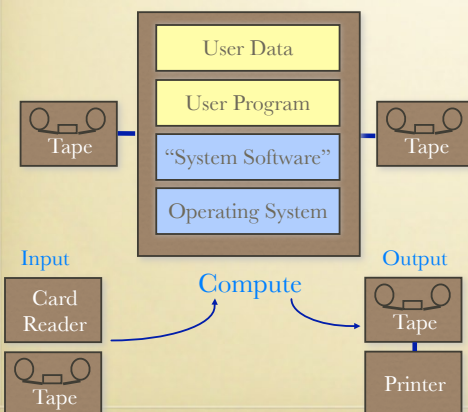 User Data
User Program
Tape
Tape
“System Software”
Operating System
Input
Compute
Output
Card
Reader
Tape
Tape
Printer